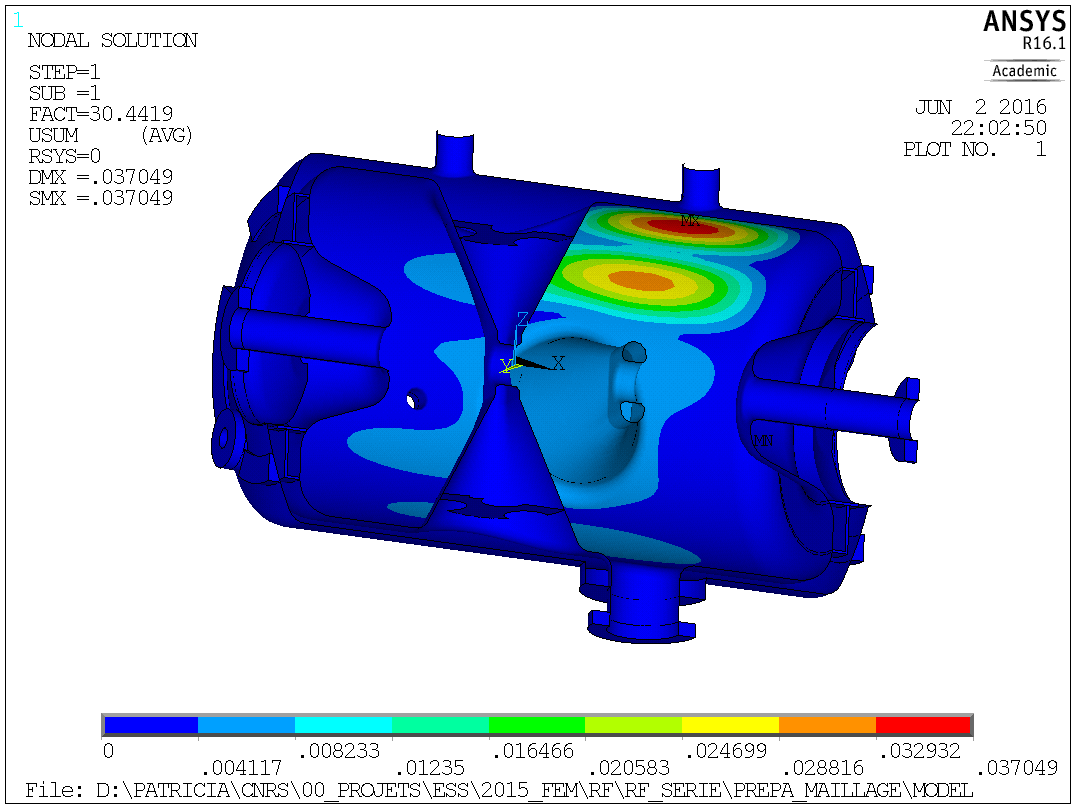 1
NODAL SOLUTION
STEP=1
SUB =1
FACT=30.4419
USUM (AVG)
RSYS=0
DMX =.037049
SMX =.037049
ANSYS
R16.1
Academic
JUN 2 2016
22:02:50
PLOT NO. 1
MX
Z
Y
X
MN
0 .008233 .016466 .024699 .032932
.004117 .01235 .020583 .028816 .037049
File: D:\PATRICIA\CNRS\00_PROJETS\ESS\2015_FEM\RF\RF_SERIE\PREPA_MAILLAGE\MODEL